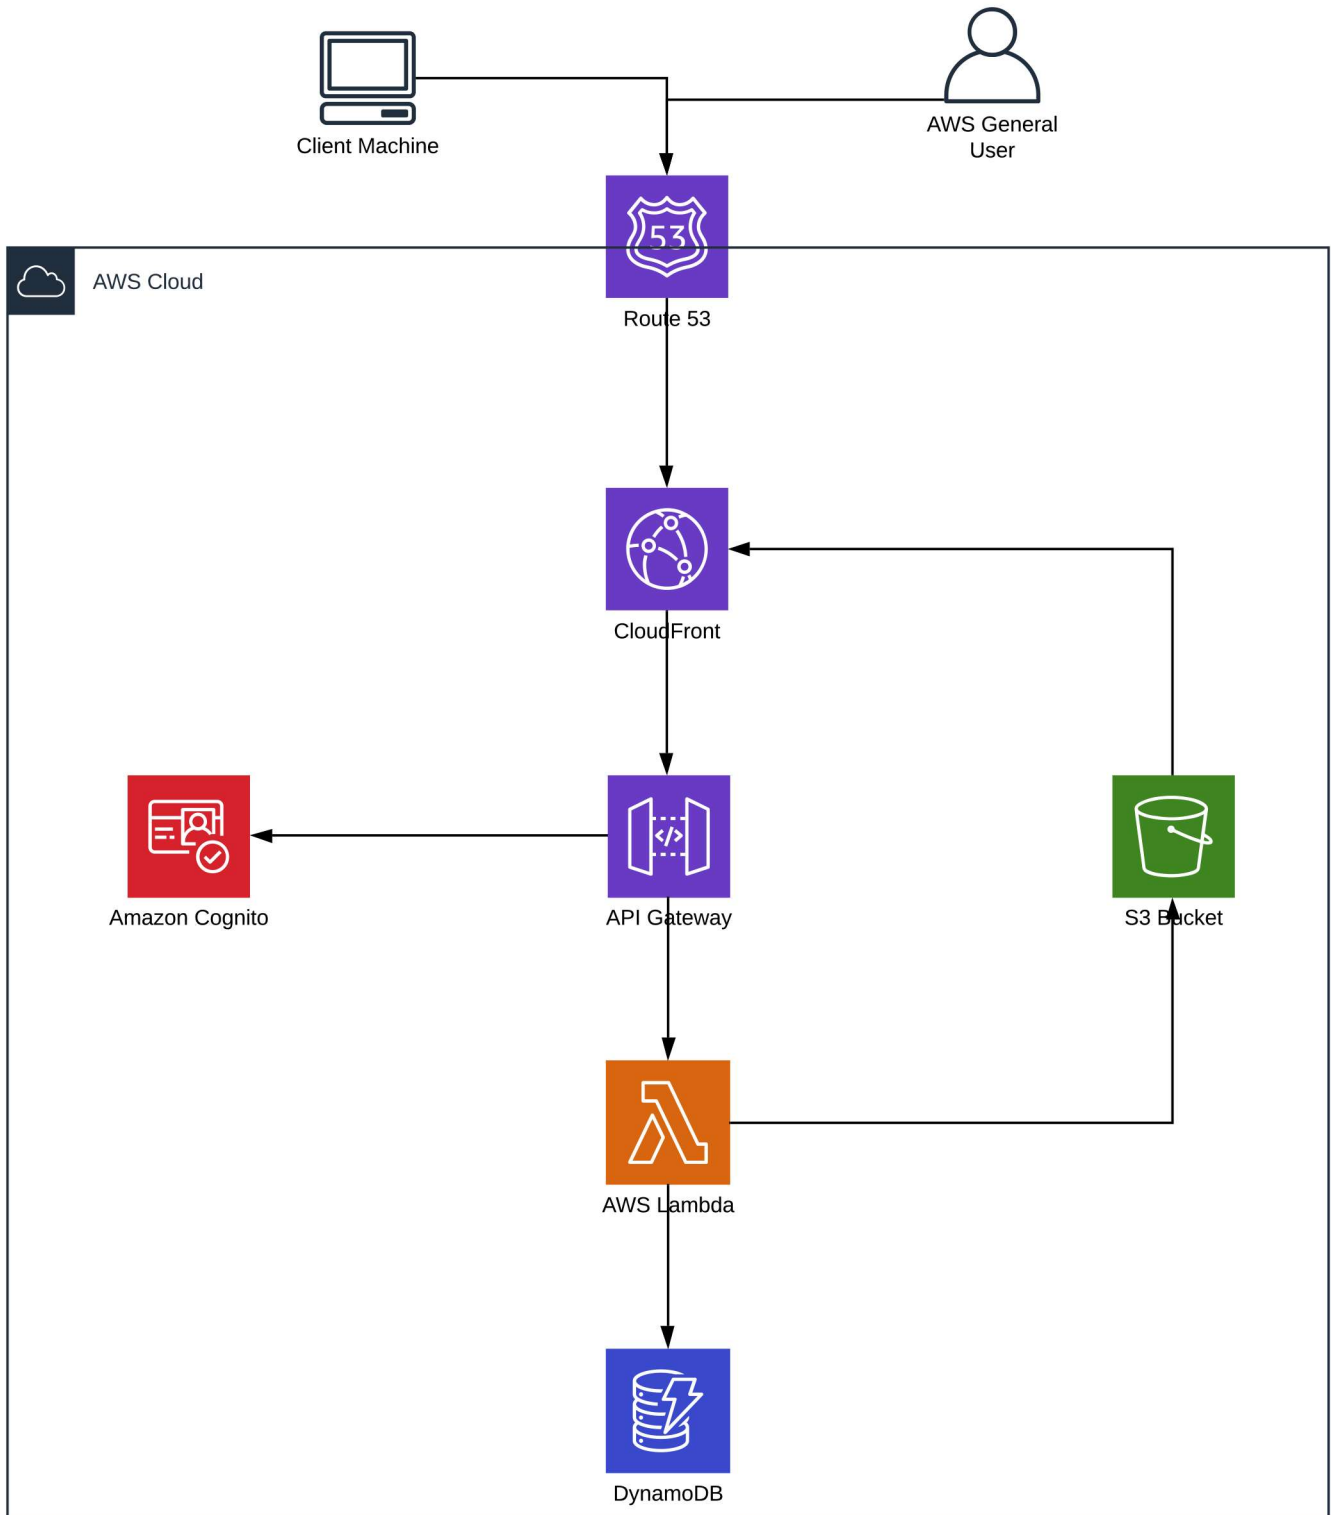 Client Machine
AWS General
User
53
AWS Cloud
Route 53
CloudFront
</>
Amazon Cognito
API Gateway
S3 Bucket
AWS Lambda
DynamoDB